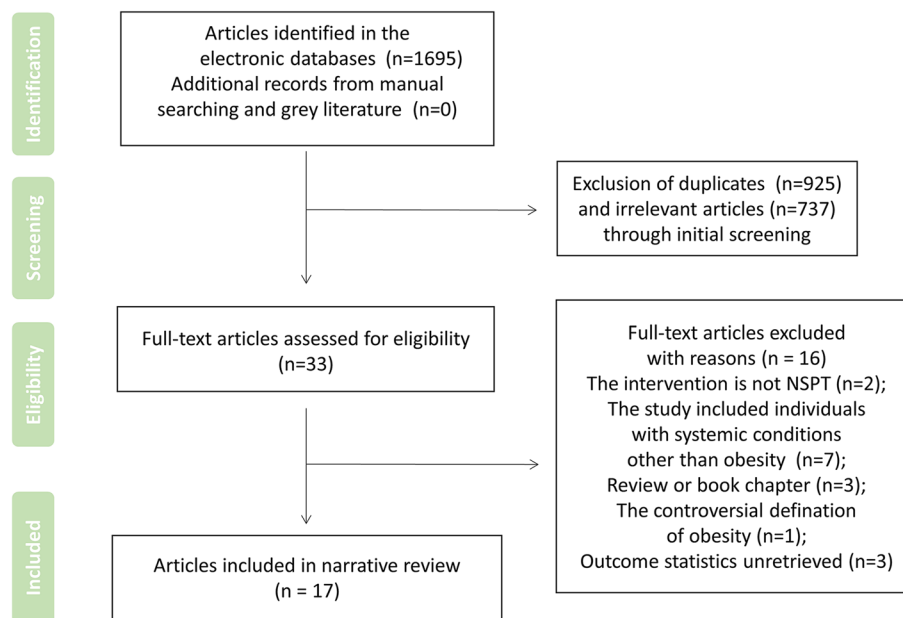 Identification
Articles identified in the
electronic databases (n=1695)
Additional records from manual
searching and grey literature (n=0)
Screening
Exclusion of duplicates (n=925)
and irrelevant articles (n=737)
through initial screening
Eligibility
Full-text articles assessed for eligibility
(n=33)
Full-text articles excluded
with reasons (n = 16)
The intervention is not NSPT (n=2);
The study included individuals
with systemic conditions
other than obesity (n=7);
Review or book chapter (n=3);
The controversial defination
of obesity (n=1);
Outcome statistics unretrieved (n=3)
Included
Articles included in narrative review
(n = 17)